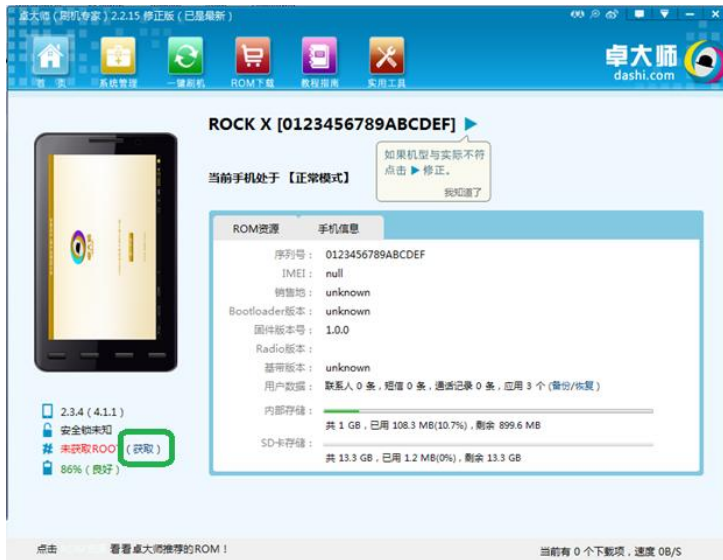 卓大师（刷机专家）2.2.15 修正版（已是最新）
首 页
系统管理
一键刷机
ROM下载
教程指南
实用工具
卓大师
dashi.com
ROCK X [0123456789ABCDEF]
当前手机处于 【正常模式】
如果机型与实际不符
点击 ▶ 修正。
我知道了
ROM资源
手机信息
序列号： 0123456789ABCDEF
IMEI： null
销售地： unknown
Bootloader版本： unknown
固件版本号： 1.0.0
Radio版本：
基带版本： unknown
用户数据： 联系人 0 条，短信 0 条，通话记录 0 条，应用 3 个 (备份/恢复)
内部存储：
共 1 GB，已用 108.3 MB(10.7%)，剩余 899.6 MB
SD卡存储：
共 13.3 GB，已用 1.2 MB(0%)，剩余 13.3 GB
2.3.4（4.1.1）
安全锁未知
未获取ROOT（获取）
86%（良好）
点击 看看卓大师推荐的ROM！
当前有 0 个下载项，速度 0B/S